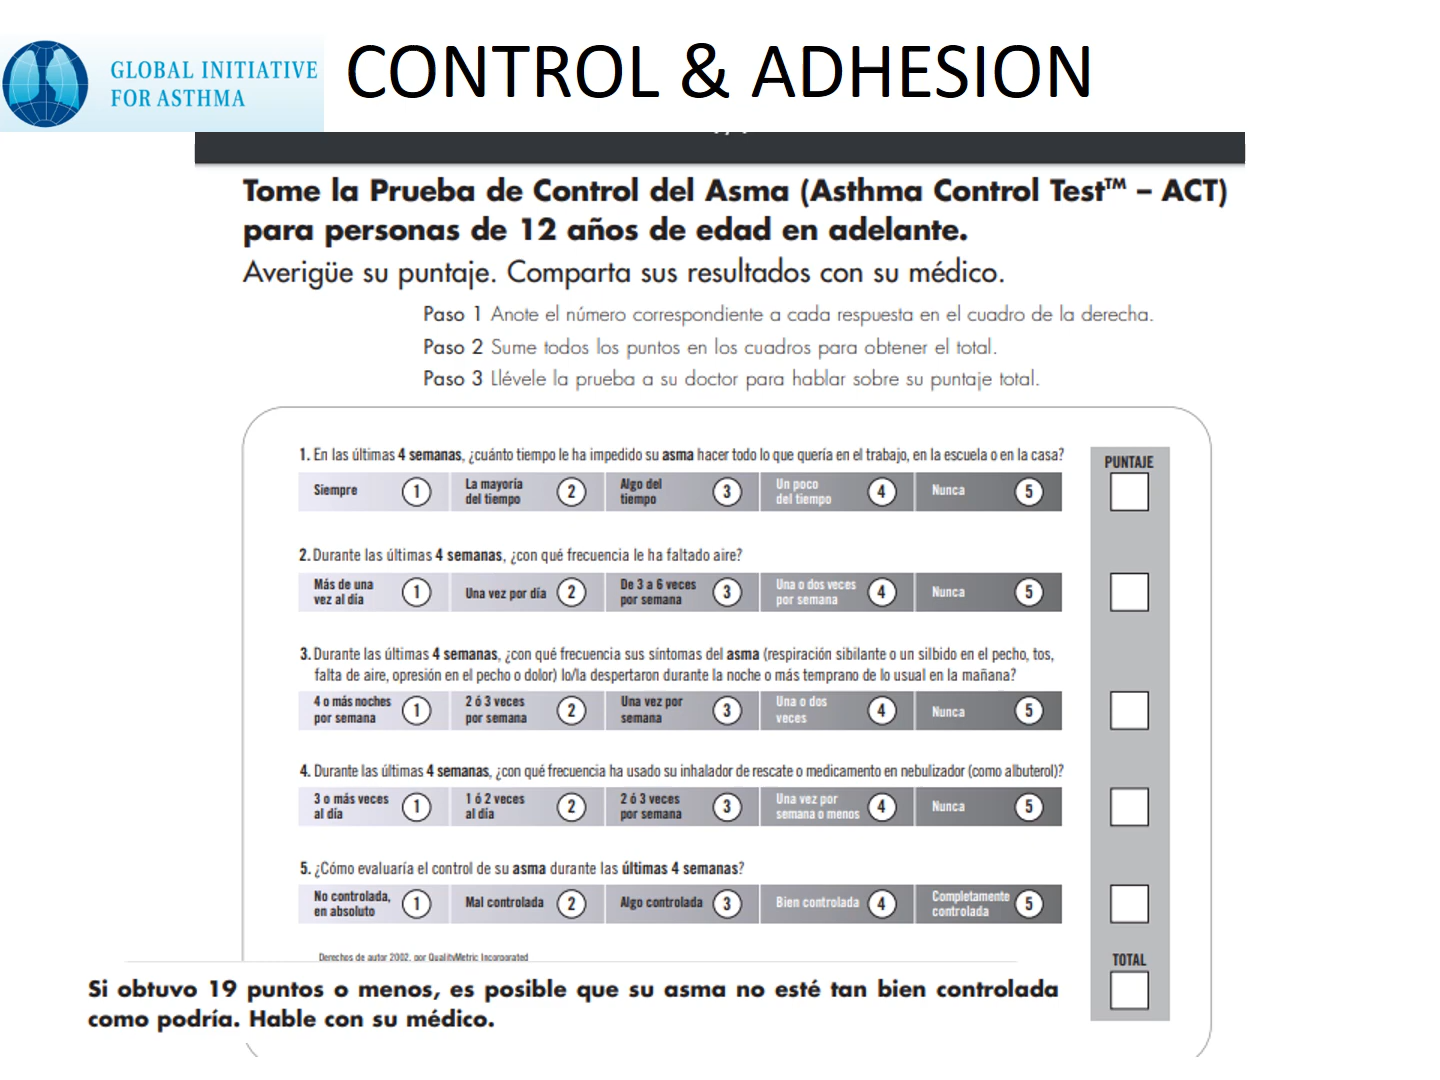 GLOBAL INITIATIVE
FOR ASTHMA
CONTROL & ADHESION
Tome la Prueba de Control del Asma (Asthma Control Test™ – ACT)
para personas de 12 años de edad en adelante.
Averigüe su puntaje. Comparta sus resultados con su médico.
Paso 1 Anote el número correspondiente a cada respuesta en el cuadro de la derecha.
Paso 2 Sume todos los puntos en los cuadros para obtener el total.
Paso 3 Llévele la prueba a su doctor para hablar sobre su puntaje total.
1. En las últimas 4 semanas, ¿cuánto tiempo le ha impedido su asma hacer todo lo que quería en el trabajo, en la escuela o en la casa?
PUNTAJE
Siempre 1 La mayoría del tiempo 2 Algo del tiempo 3 Un poco del tiempo 4 Nunca 5
2. Durante las últimas 4 semanas, ¿con qué frecuencia le ha faltado aire?
Más de una vez al día 1 Una vez por día 2 De 3 a 6 veces por semana 3 Una o dos veces por semana 4 Nunca 5
3. Durante las últimas 4 semanas, ¿con qué frecuencia sus síntomas del asma (respiración sibilante o un silbido en el pecho, tos,
falta de aire, opresión en el pecho o dolor) lo/la despertaron durante la noche o más temprano de lo usual en la mañana?
4 o más noches por semana 1 2 ó 3 veces por semana 2 Una vez por semana 3 Una o dos veces 4 Nunca 5
4. Durante las últimas 4 semanas, ¿con qué frecuencia ha usado su inhalador de rescate o medicamento en nebulizador (como albuterol)?
3 o más veces al día 1 1 ó 2 veces al día 2 2 ó 3 veces por semana 3 Una vez por semana o menos 4 Nunca 5
5. ¿Cómo evaluaría el control de su asma durante las últimas 4 semanas?
No controlada, en absoluto 1 Mal controlada 2 Algo controlada 3 Bien controlada 4 Completamente controlada 5
Derechos de autor 2002, por QualityMetric Incorporated
TOTAL
Si obtuvo 19 puntos o menos, es posible que su asma no esté tan bien controlada
como podría. Hable con su médico.